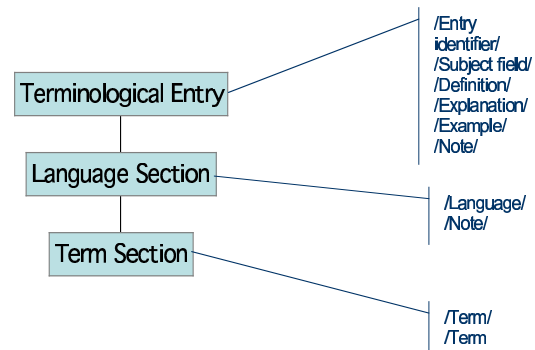 Terminological Entry
/Entry
identifier/
/Subject field/
/Definition/
/Explanation/
/Example/
/Note/
Language Section
/Language/
/Note/
Term Section
/Term/
/Term